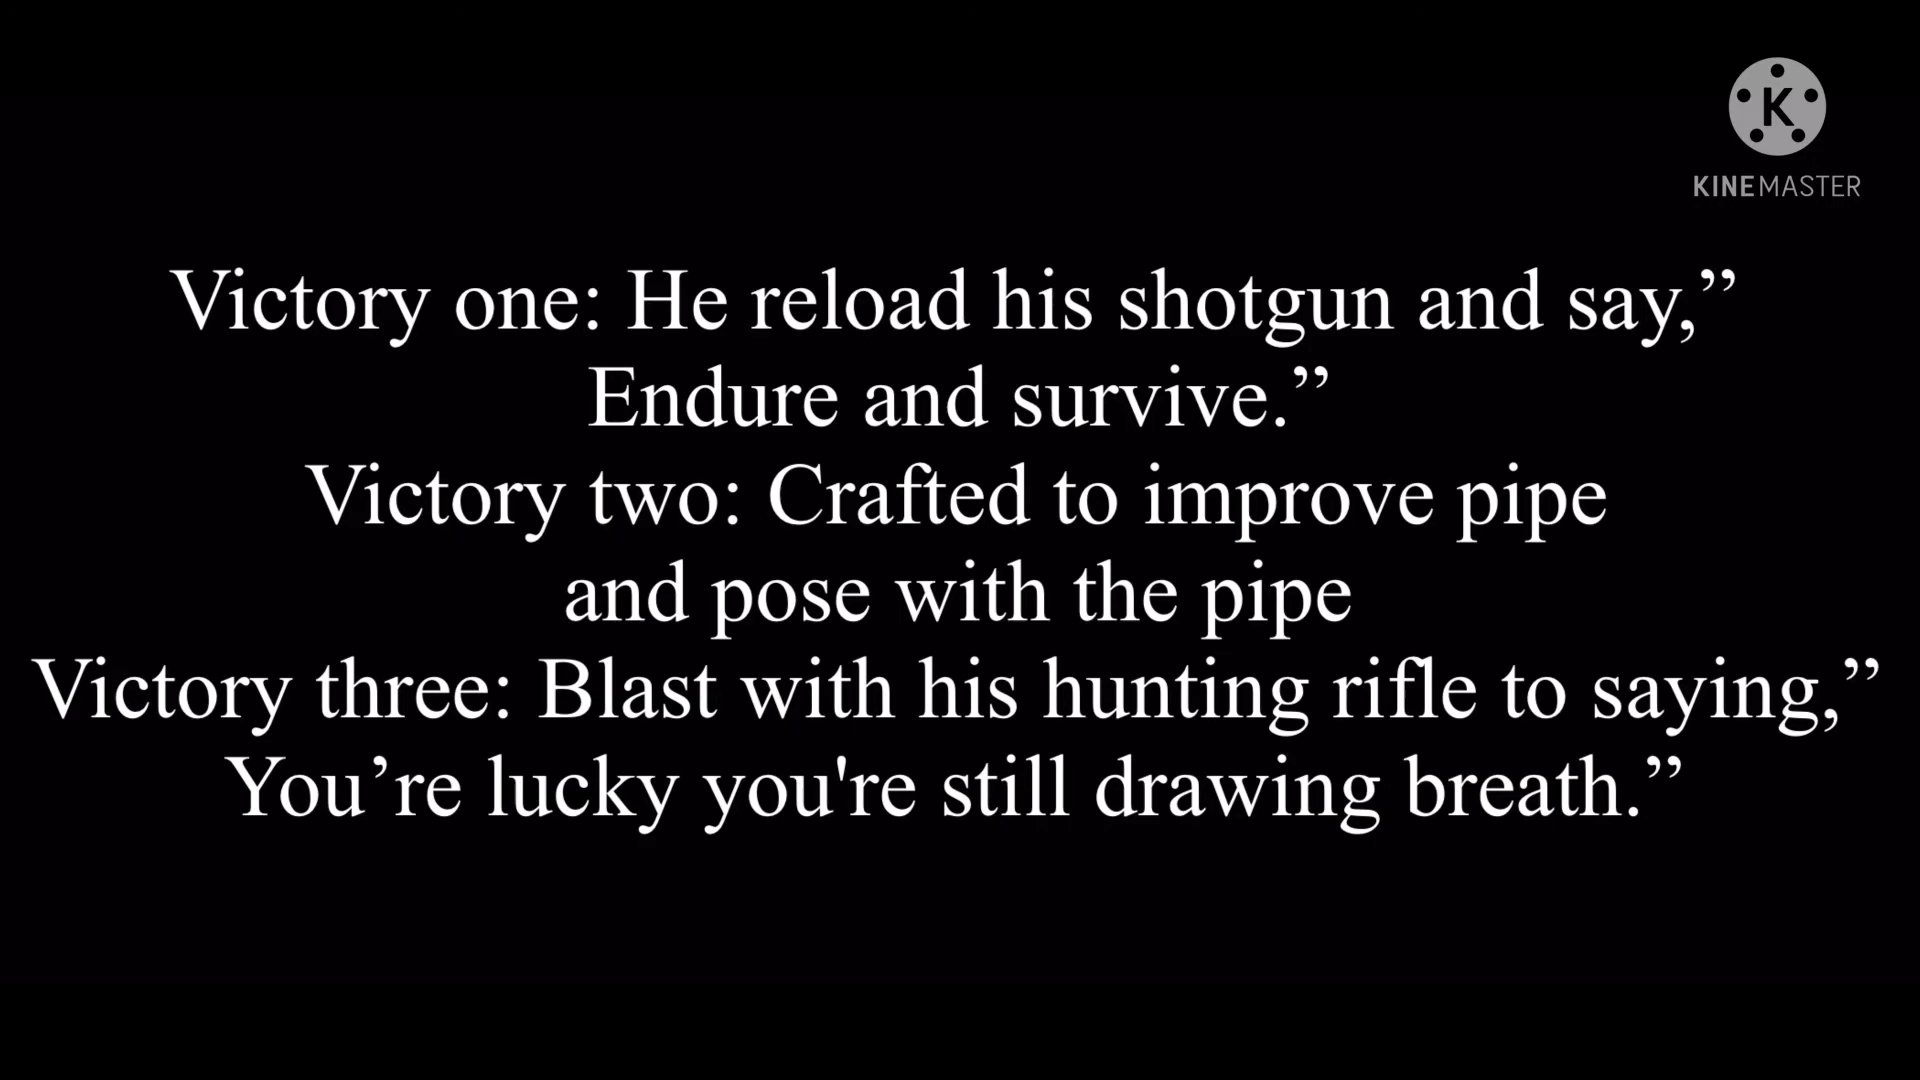 K
KINEMASTER
Victory one: He reload his shotgun and say,”
Endure and survive.”
Victory two: Crafted to improve pipe
and pose with the pipe
Victory three: Blast with his hunting rifle to saying,”
You’re lucky you're still drawing breath.”